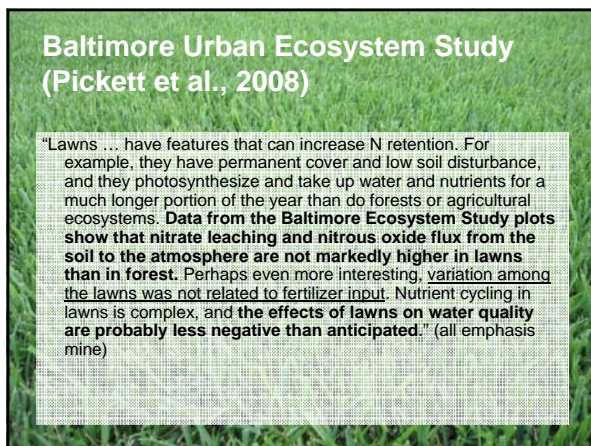 Baltimore Urban Ecosystem Study
(Pickett et al., 2008)
“Lawns … have features that can increase N retention. For
example, they have permanent cover and low soil disturbance,
and they photosynthesize and take up water and nutrients for a
much longer portion of the year than do forests or agricultural
ecosystems. Data from the Baltimore Ecosystem Study plots
show that nitrate leaching and nitrous oxide flux from the
soil to the atmosphere are not markedly higher in lawns
than in forest. Perhaps even more interesting, variation among
the lawns was not related to fertilizer input. Nutrient cycling in
lawns is complex, and the effects of lawns on water quality
are probably less negative than anticipated.” (all emphasis
mine)